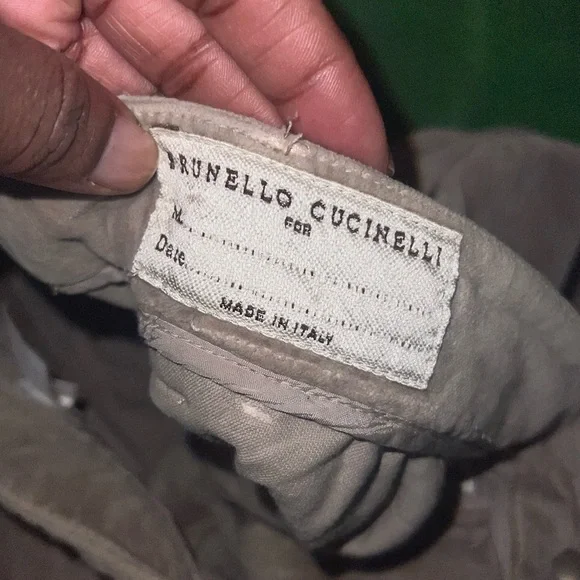 BRUNELLO CUCINELLI
FOR
M.
Date
MADE IN ITALY